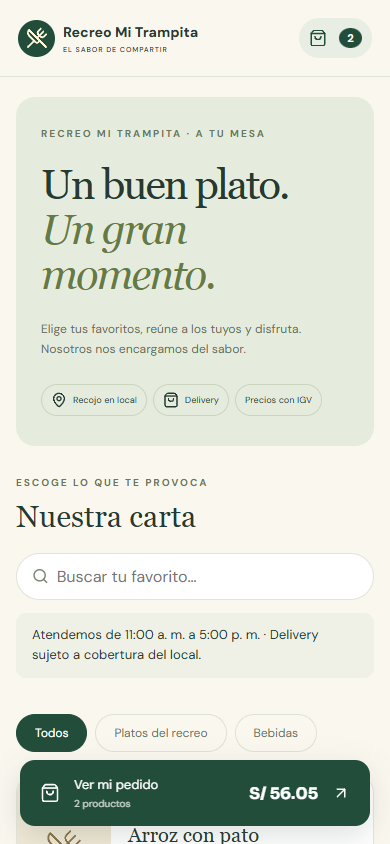 Recreo Mi Trampita
EL SABOR DE COMPARTIR
2
RECREO MI TRAMPITA · A TU MESA
Un buen plato.
Un gran
momento.
Elige tus favoritos, reúne a los tuyos y disfruta.
Nosotros nos encargamos del sabor.
Recojo en local
Delivery
Precios con IGV
ESCOGE LO QUE TE PROVOCA
Nuestra carta
Buscar tu favorito...
Atendemos de 11:00 a. m. a 5:00 p. m. · Delivery
sujeto a cobertura del local.
Todos
Platos del recreo
Bebidas
Ver mi pedido
2 productos
S/ 56.05
Arroz con pato